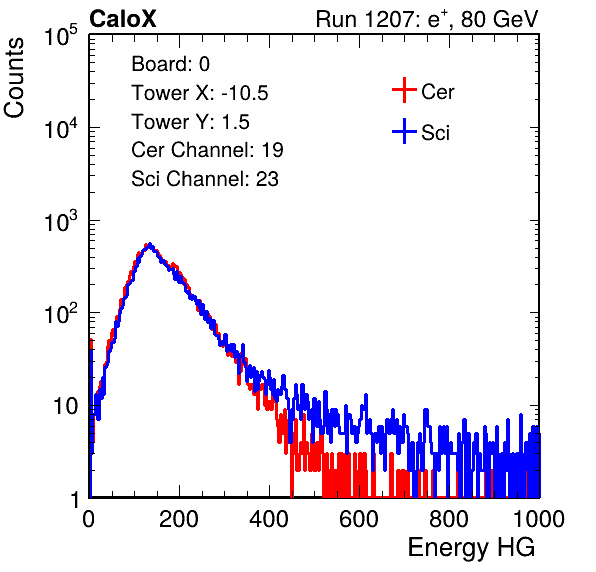 CaloX Run 1207: e⁺, 80 GeV
Counts
10⁵
10⁴
10³
10²
10
1
Board: 0
Tower X: -10.5
Tower Y: 1.5
Cer Channel: 19
Sci Channel: 23
Cer
Sci
0 200 400 600 800 1000
Energy HG